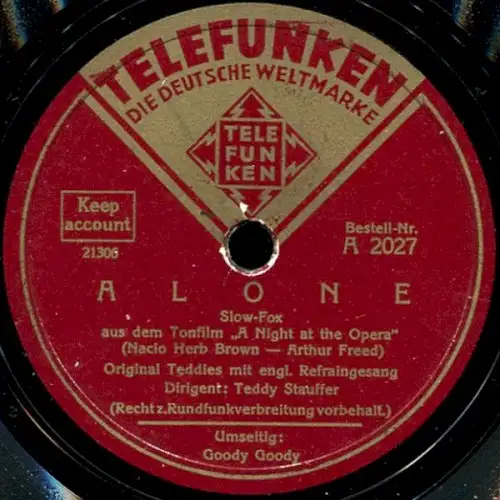 TELEFUNKEN
DIE DEUTSCHE WELTMARKE
TELE
FUN
KEN
Keep
account
21306
Bestell-Nr.
A 2027
ALONE
Slow-Fox
aus dem Tonfilm „A Night at the Opera"
(Nacio Herb Brown — Arthur Freed)
Original Teddies mit engl. Refraingesang
Dirigent: Teddy Stauffer
(Recht z. Rundfunkverbreitung vorbehalt.)
Umseitig:
Goody Goody